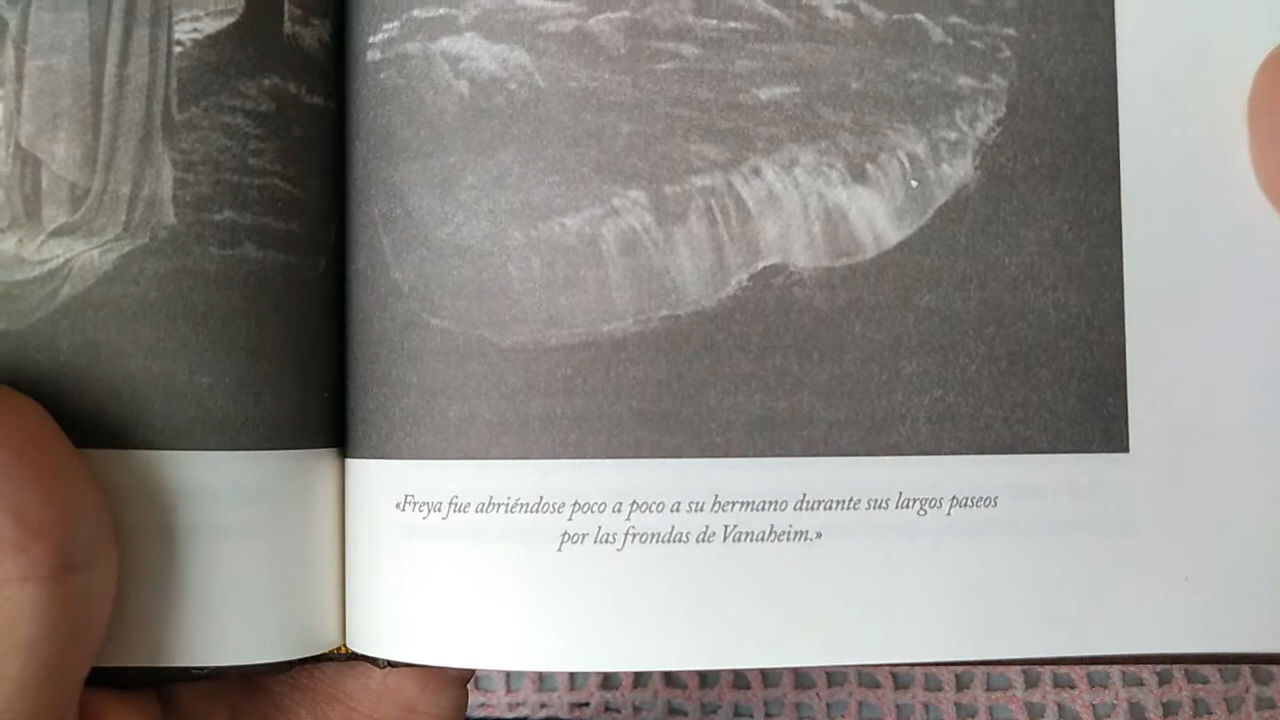 «Freya fue abriéndose poco a poco a su hermano durante sus largos paseos
por las frondas de Vanaheim.»